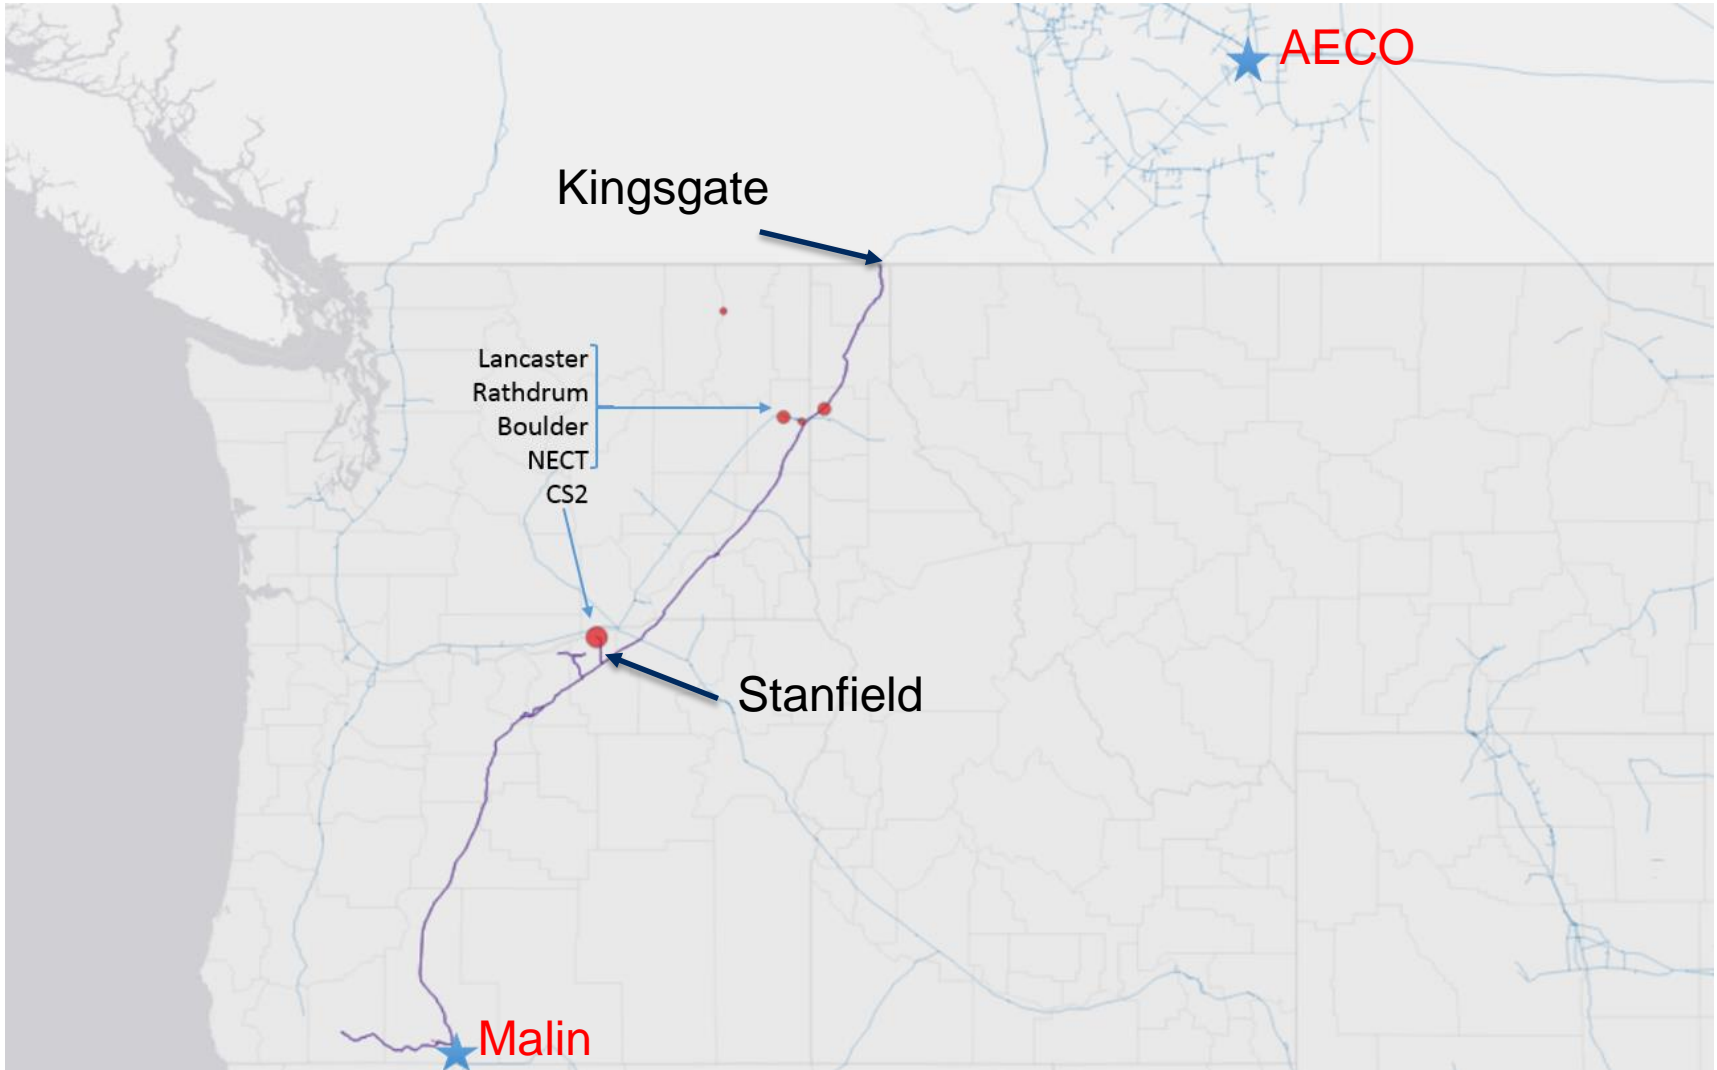 AECO
Kingsgate
Lancaster
Rathdrum
Boulder
NECT
CS2
Stanfield
Malin